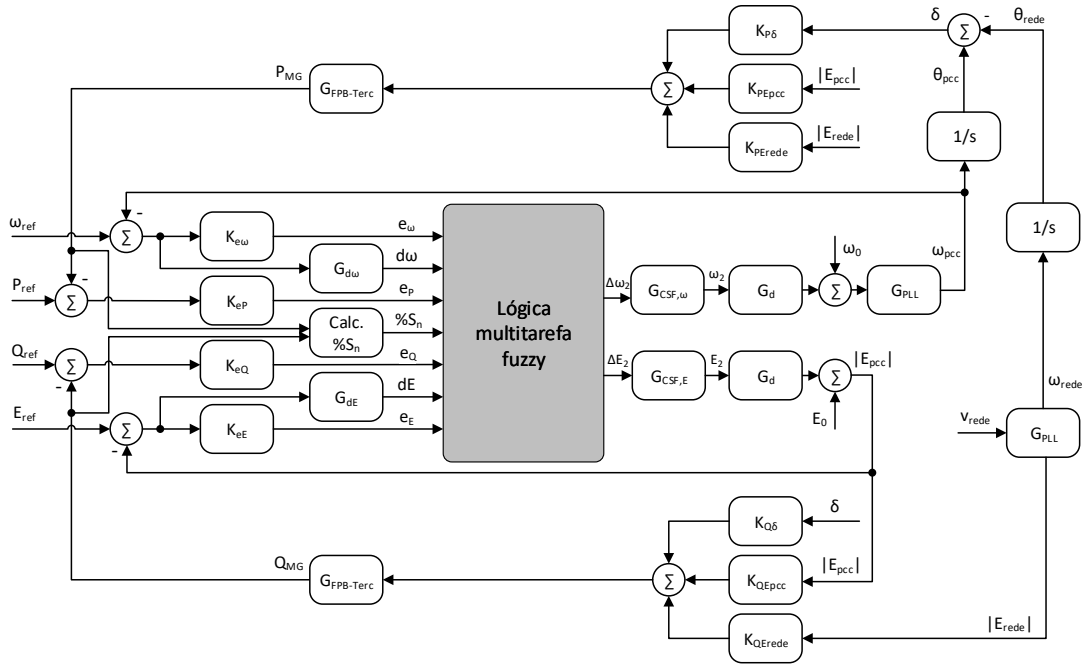 K_Pδ
δ
Σ
-
θ_rede
P_MG
G_FPB-Terc
Σ
K_PEpcc
|E_pcc|
θ_pcc
K_PErede
|E_rede|
1/s
-
ω_ref
Σ
K_eω
e_ω
1/s
G_dω
dω
ω_0
ω_pcc
-
P_ref
Σ
K_eP
e_P
Lógica
multitarefa
fuzzy
Δω_2
G_CSF,ω
ω_2
G_d
Σ
G_PLL
Calc.
%S_n
%S_n
Q_ref
Σ
-
K_eQ
e_Q
ΔE_2
G_CSF,E
E_2
G_d
Σ
|E_pcc|
G_dE
dE
ω_rede
E_ref
Σ
-
K_eE
e_E
E_0
v_rede
G_PLL
K_Qδ
δ
Q_MG
G_FPB-Terc
Σ
K_QEpcc
|E_pcc|
K_QErede
|E_rede|